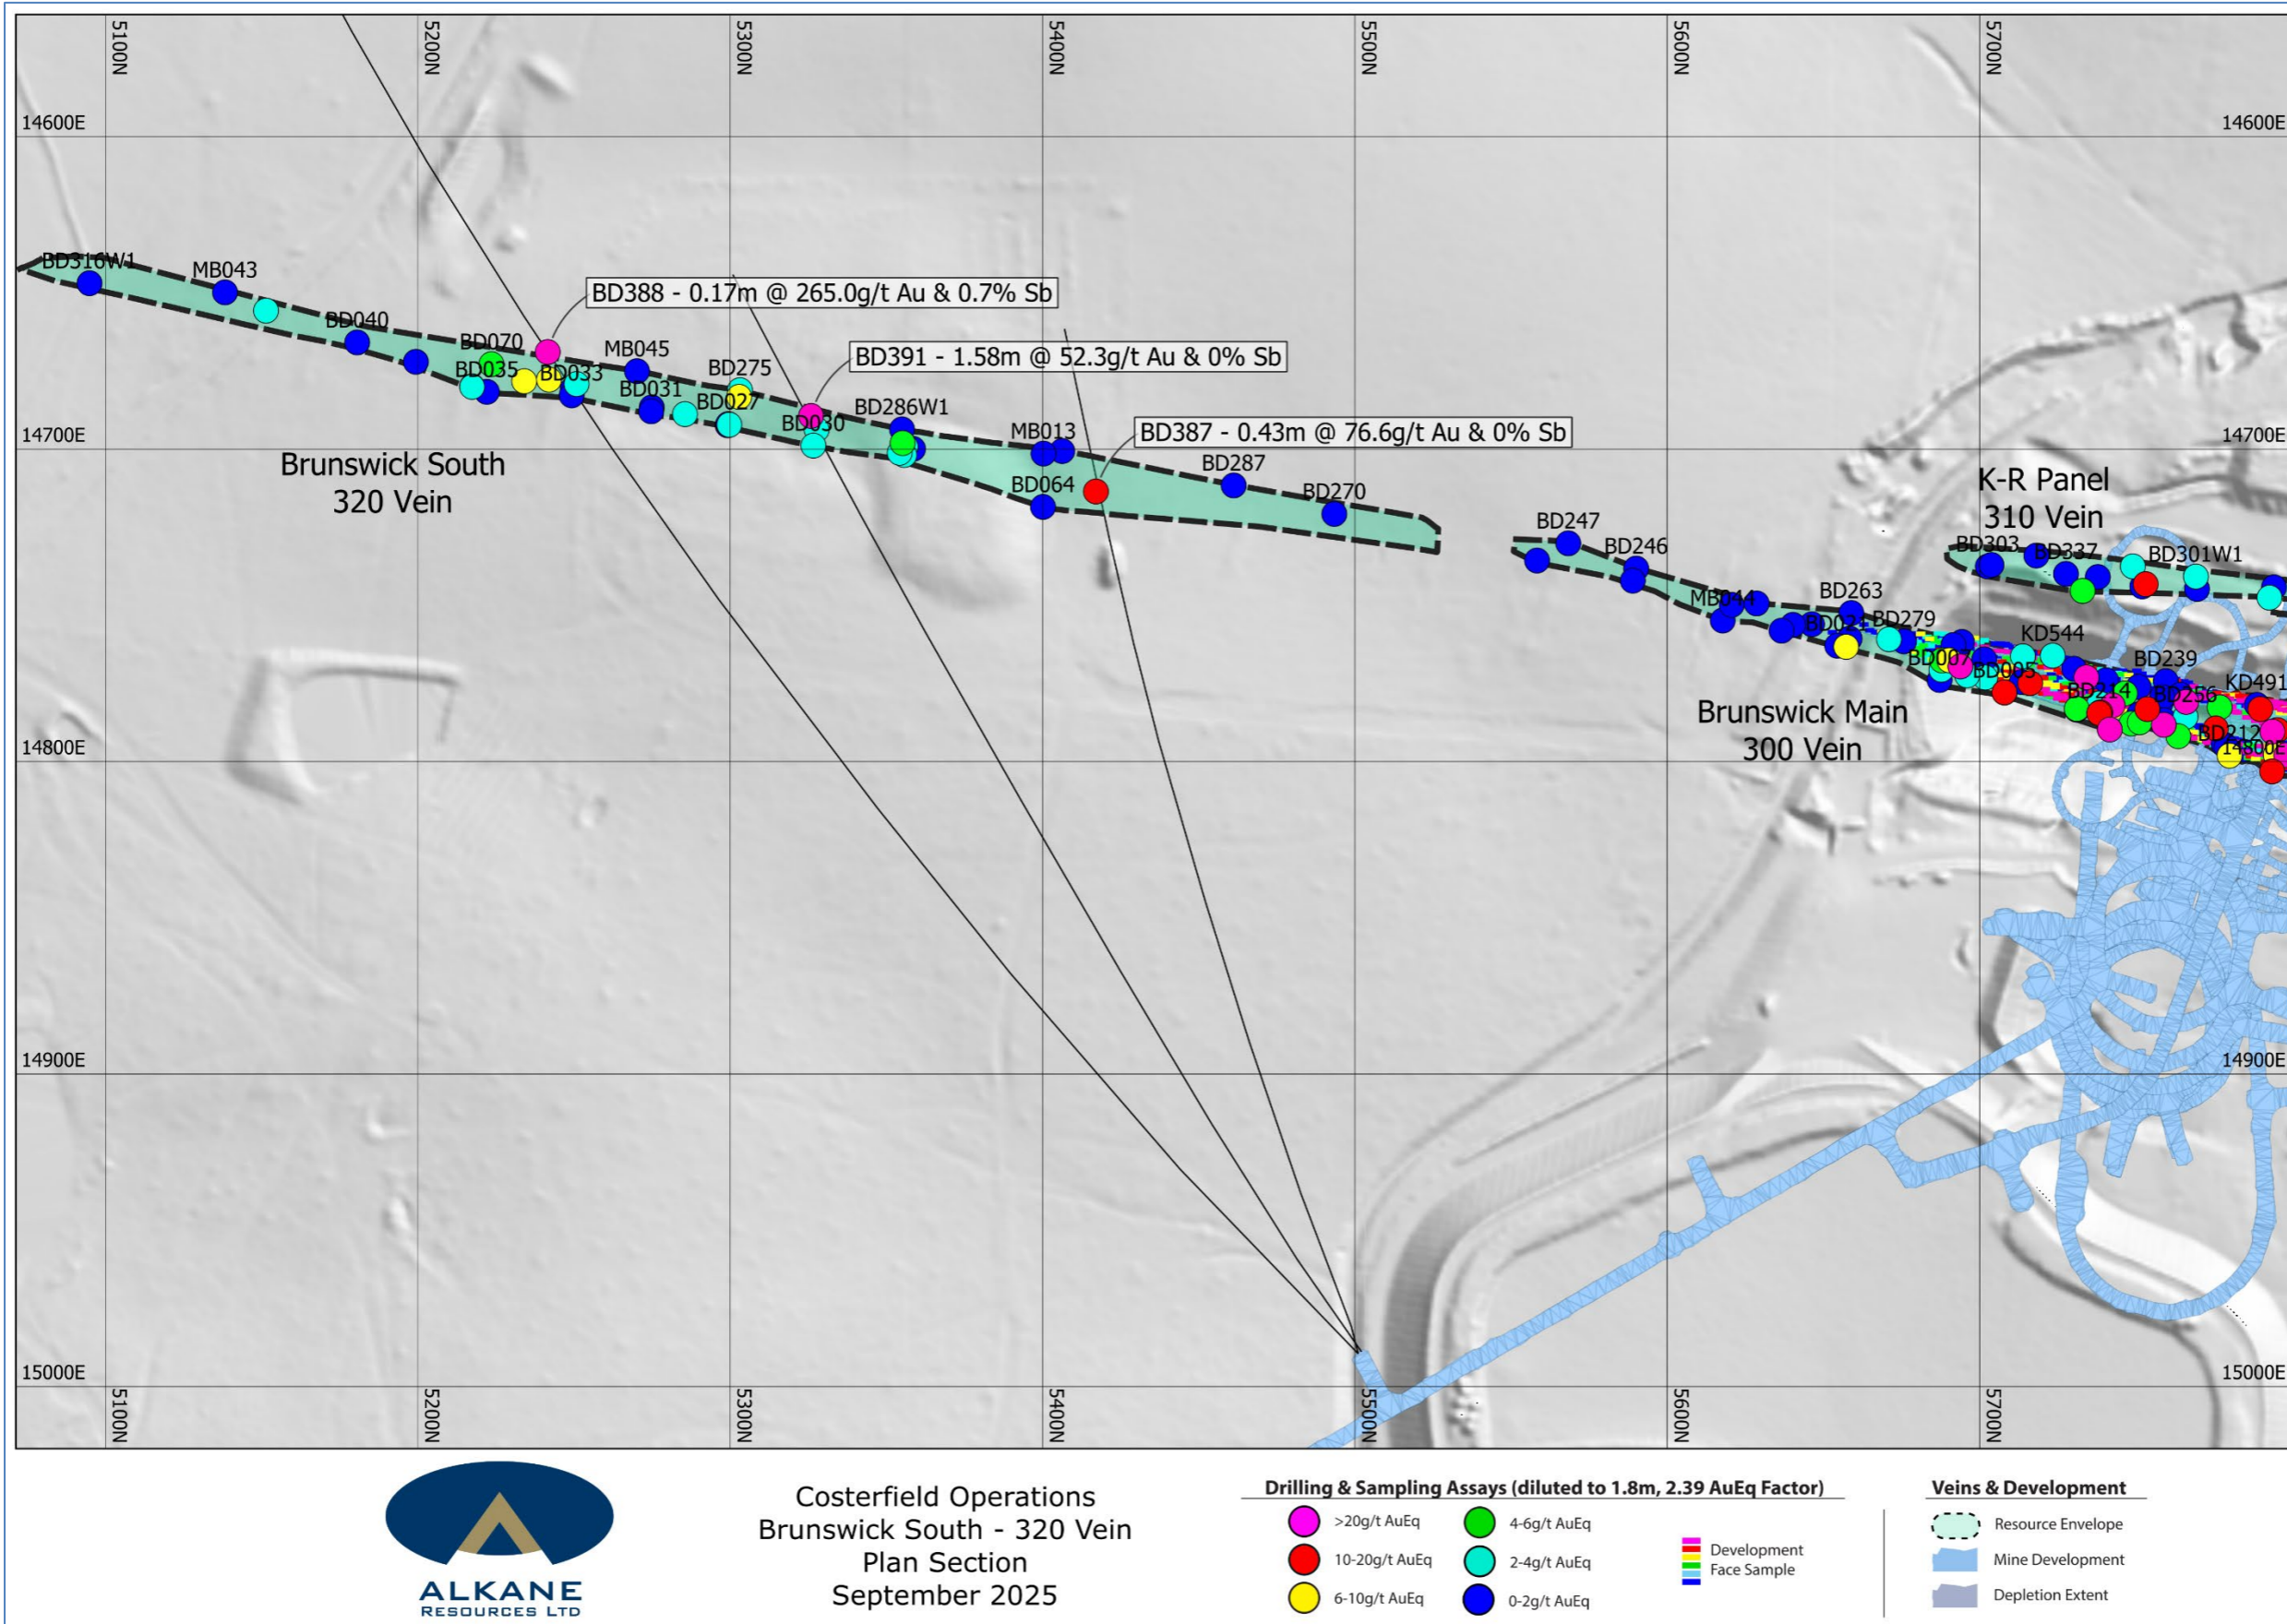 5100N
5200N
5300N
5400N
5500N
5600N
5700N
14600E
14600E
BD316W1
MB043
BD388 - 0.17m @ 265.0g/t Au & 0.7% Sb
BD040
BD070
MB045
BD391 - 1.58m @ 52.3g/t Au & 0% Sb
BD035
BD033
BD275
BD031
BD027
BD286W1
BD030
MB013
BD387 - 0.43m @ 76.6g/t Au & 0% Sb
14700E
14700E
Brunswick South
320 Vein
BD287
BD064
BD270
K-R Panel
310 Vein
BD247
BD246
BD303
BD337
BD301W1
MB044
BD263
BD021
BD279
KD544
BD007
BD005
BD239
BD214
BD256
KD491
Brunswick Main
300 Vein
BD212
14800E
14800E
14900E
14900E
15000E
15000E
5100N
5200N
5300N
5400N
5500N
5600N
5700N
ALKANE
RESOURCES LTD
Costerfield Operations
Brunswick South - 320 Vein
Plan Section
September 2025
Drilling & Sampling Assays (diluted to 1.8m, 2.39 AuEq Factor)
>20g/t AuEq
10-20g/t AuEq
6-10g/t AuEq
4-6g/t AuEq
2-4g/t AuEq
0-2g/t AuEq
Development
Face Sample
Veins & Development
Resource Envelope
Mine Development
Depletion Extent